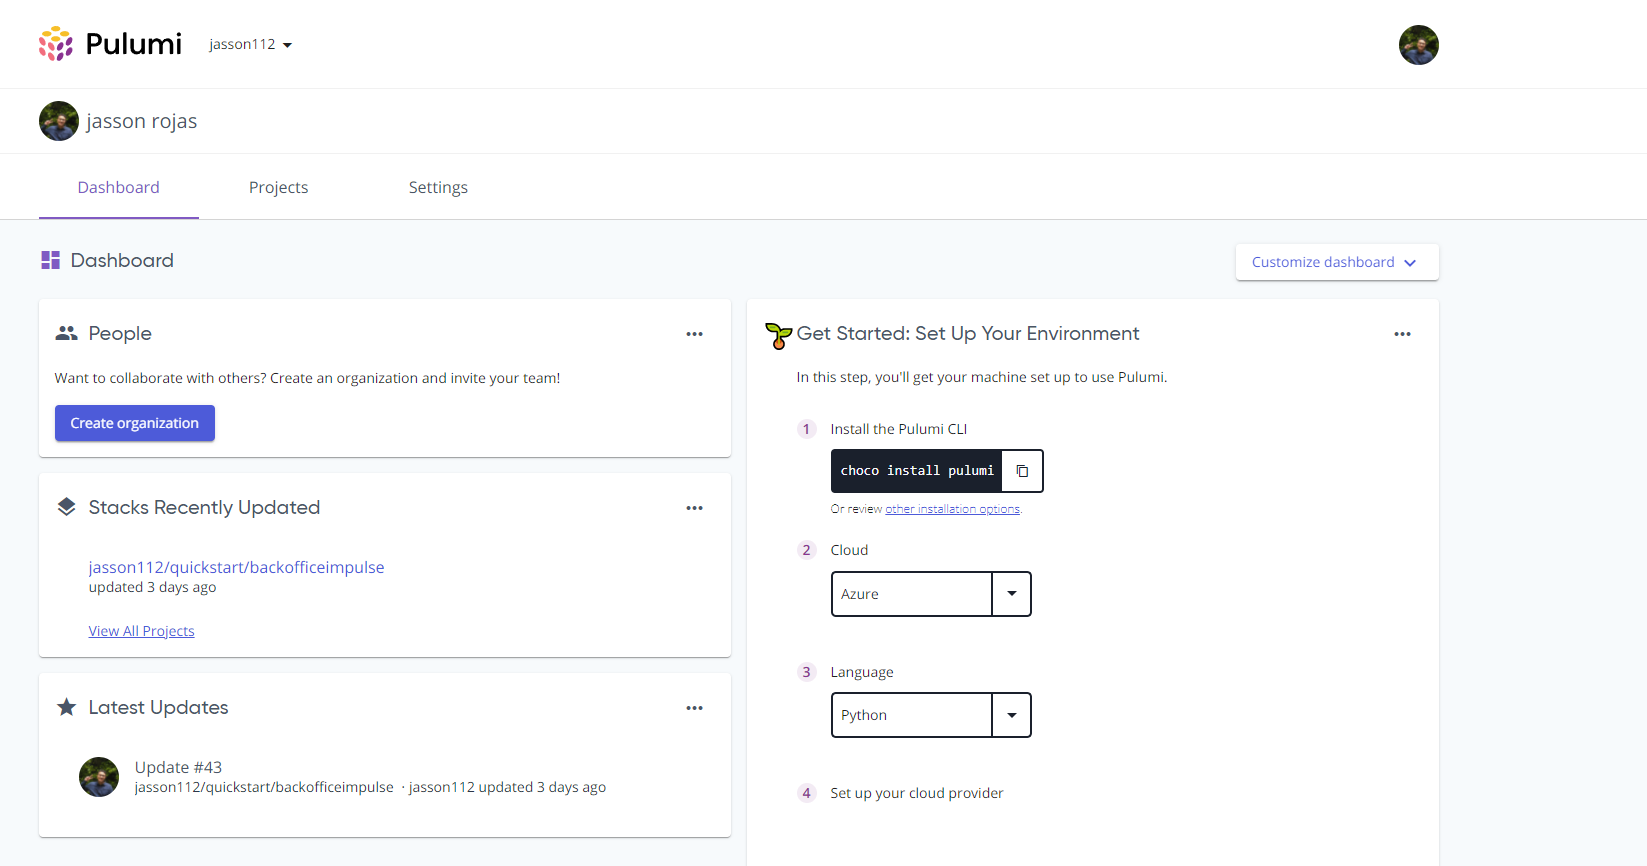 Pulumi
jasson112
jasson rojas
Dashboard
Projects
Settings
Dashboard
Customize dashboard
People
Want to collaborate with others? Create an organization and invite your team!
Create organization
Stacks Recently Updated
jasson112/quickstart/backofficeimpulse
updated 3 days ago
View All Projects
Latest Updates
Update #43
jasson112/quickstart/backofficeimpulse · jasson112 updated 3 days ago
Get Started: Set Up Your Environment
In this step, you'll get your machine set up to use Pulumi.
1 Install the Pulumi CLI
choco install pulumi
Or review other installation options.
2 Cloud
Azure
3 Language
Python
4 Set up your cloud provider